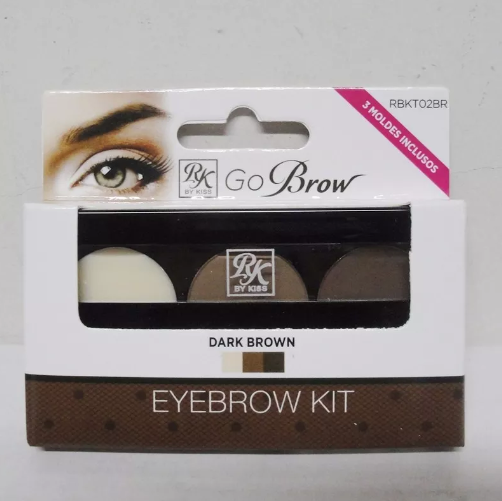 RBKT02BR
3 MOLDES INCLUSOS
RK
BY KISS
Go Brow
RK
BY KISS
DARK BROWN
EYEBROW KIT